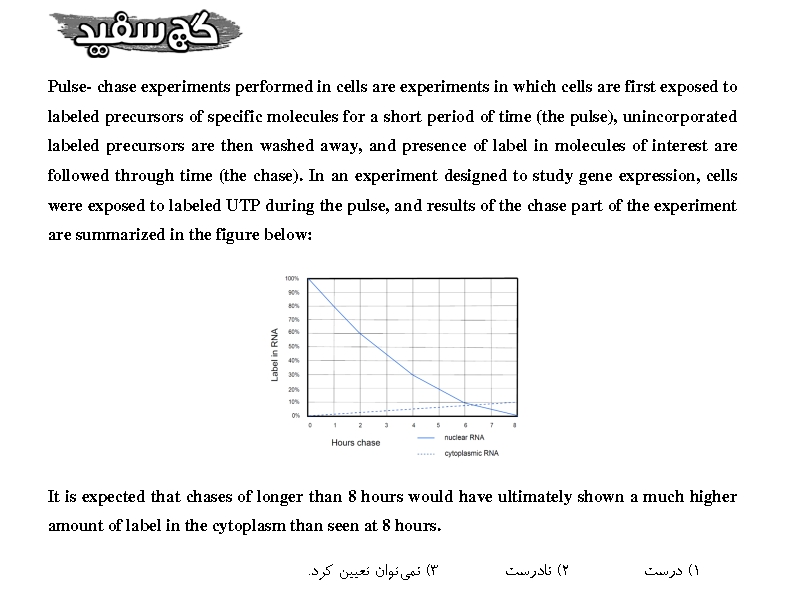 گچ سفید
Pulse- chase experiments performed in cells are experiments in which cells are first exposed to
labeled precursors of specific molecules for a short period of time (the pulse), unincorporated
labeled precursors are then washed away, and presence of label in molecules of interest are
followed through time (the chase). In an experiment designed to study gene expression, cells
were exposed to labeled UTP during the pulse, and results of the chase part of the experiment
are summarized in the figure below:
100%
90%
80%
70%
60%
50%
40%
30%
20%
10%
0%
Label in RNA
0 1 2 3 4 5 6 7 8
Hours chase
nuclear RNA
cytoplasmic RNA
It is expected that chases of longer than 8 hours would have ultimately shown a much higher
amount of label in the cytoplasm than seen at 8 hours.
۱) درست ۲) نادرست ۳) نمی‌توان تعیین کرد.